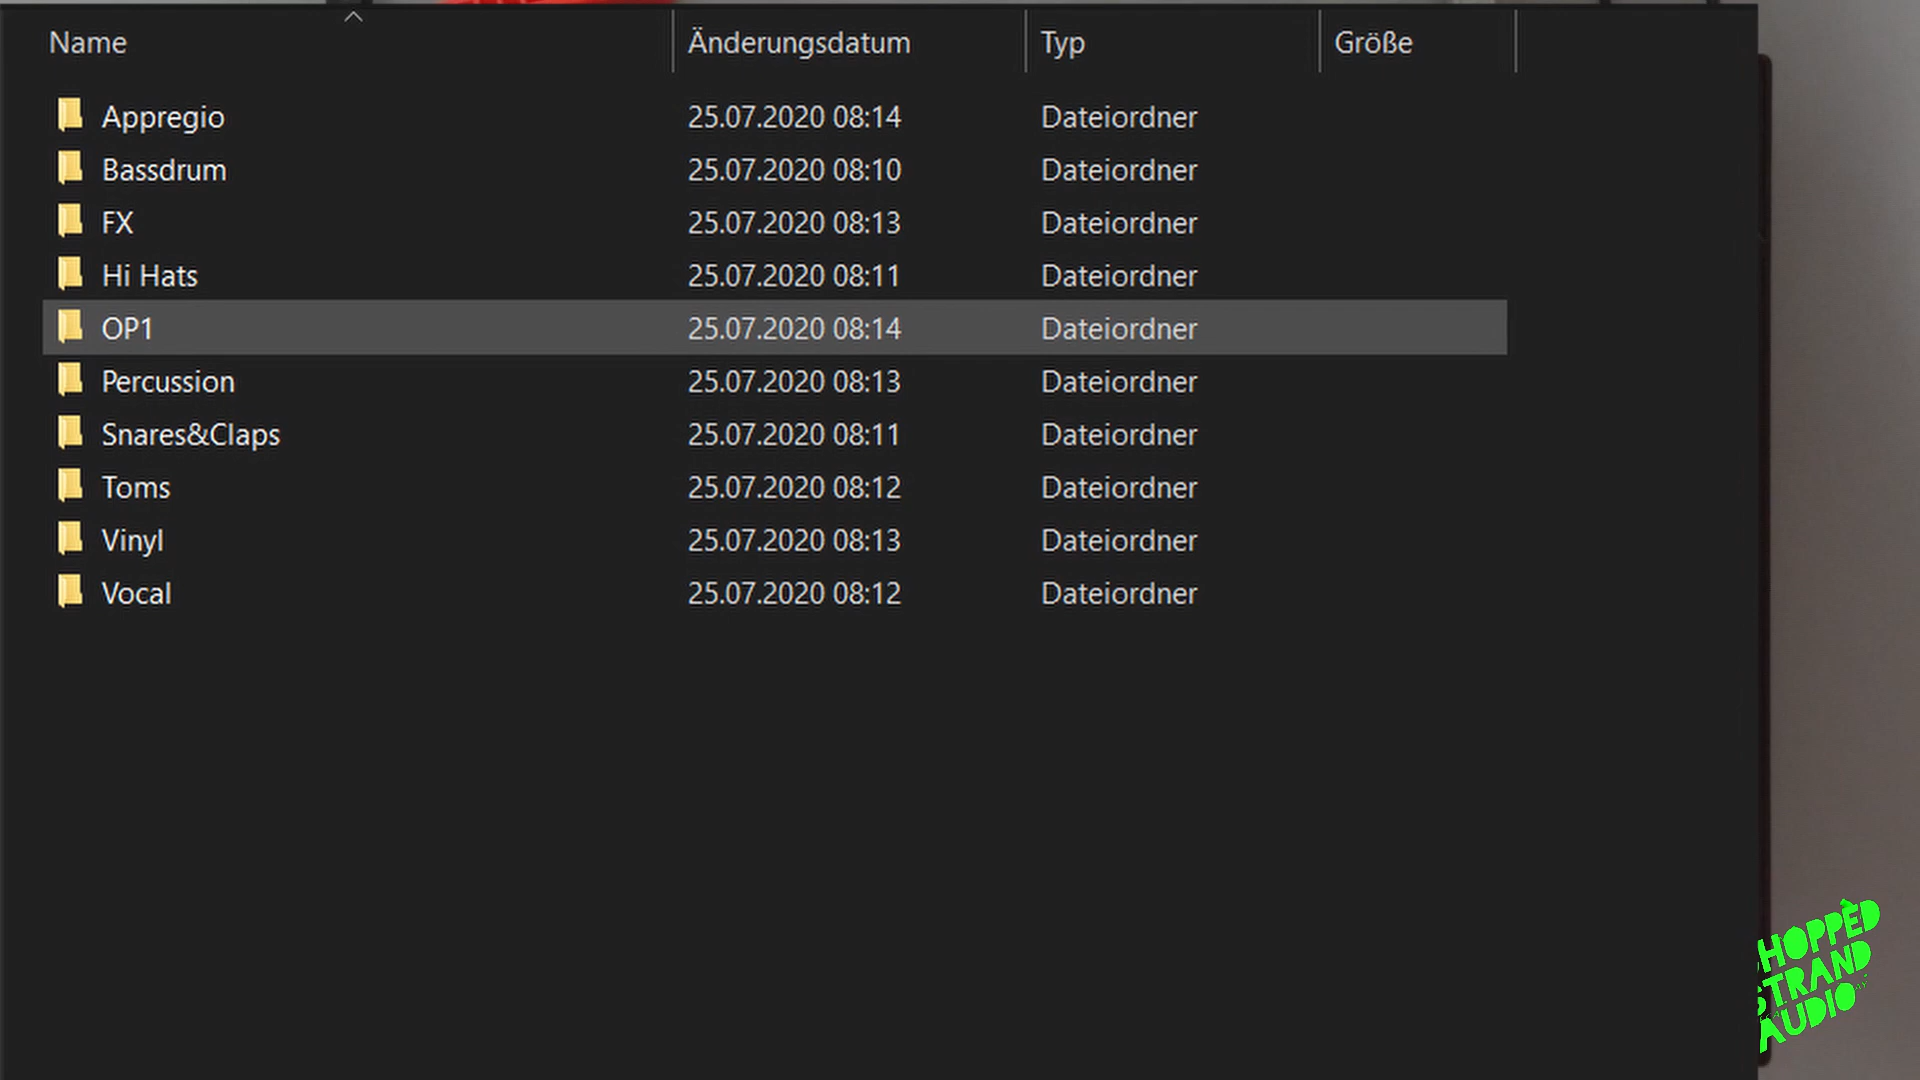 Name Änderungsdatum Typ Größe
Appregio 25.07.2020 08:14 Dateiordner
Bassdrum 25.07.2020 08:10 Dateiordner
FX 25.07.2020 08:13 Dateiordner
Hi Hats 25.07.2020 08:11 Dateiordner
OP1 25.07.2020 08:14 Dateiordner
Percussion 25.07.2020 08:13 Dateiordner
Snares&Claps 25.07.2020 08:11 Dateiordner
Toms 25.07.2020 08:12 Dateiordner
Vinyl 25.07.2020 08:13 Dateiordner
Vocal 25.07.2020 08:12 Dateiordner
HOPPÈD
STRAND
AUDIO